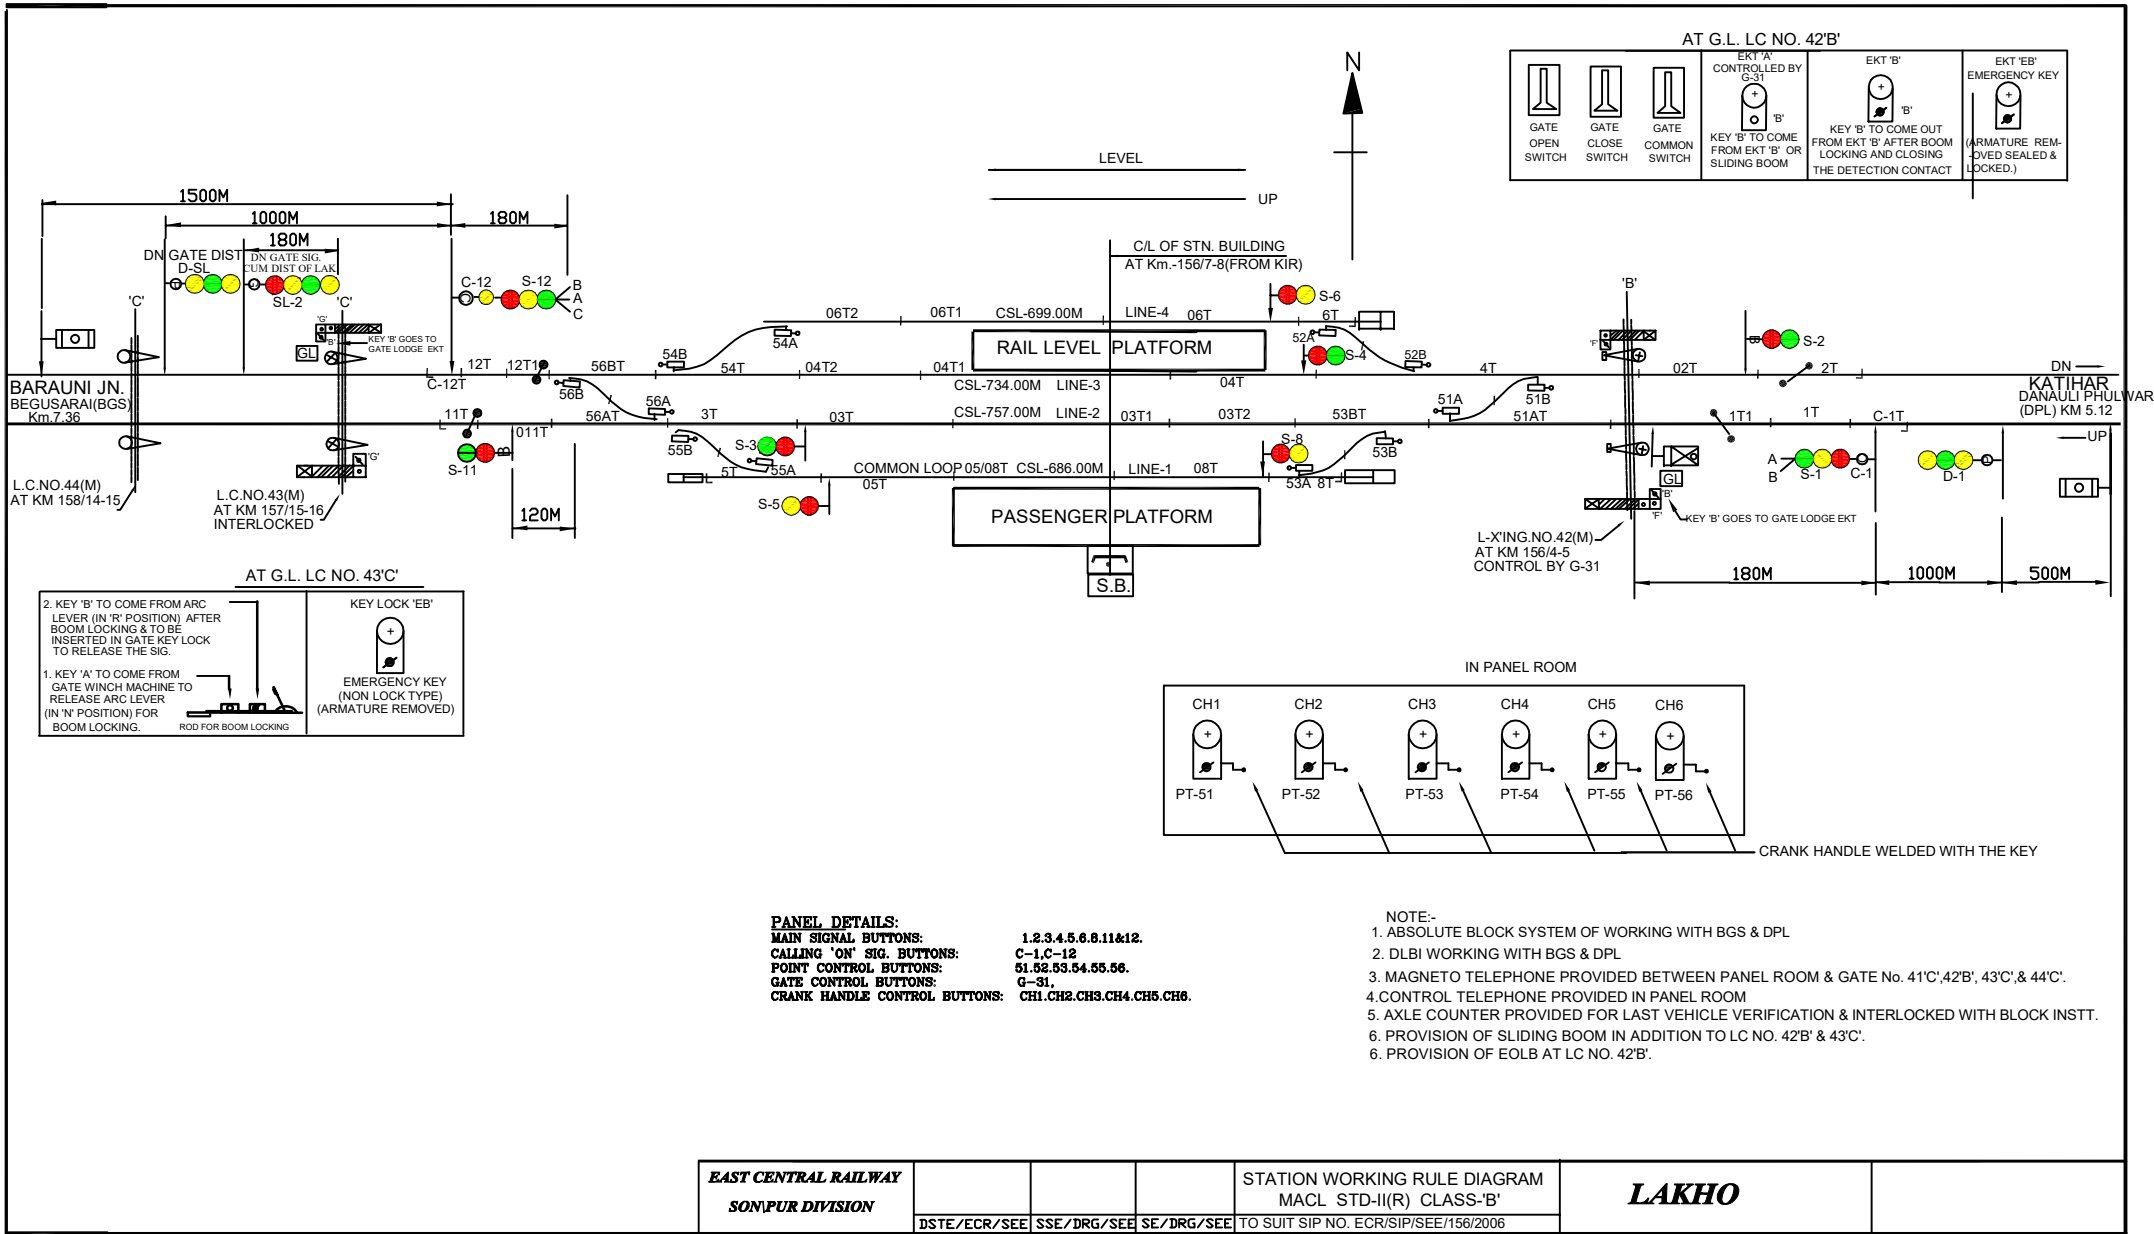 AT G.L. LC NO. 42'B'
GATE
OPEN
SWITCH
GATE
CLOSE
SWITCH
GATE
COMMON
SWITCH
EKT 'A'
CONTROLLED BY
G-31
'B'
KEY 'B' TO COME
FROM EKT 'B' OR
SLIDING BOOM
EKT 'B'
'B'
KEY 'B' TO COME OUT
FROM EKT 'B' AFTER BOOM
LOCKING AND CLOSING
THE DETECTION CONTACT
EKT 'EB'
EMERGENCY KEY
(ARMATURE REM-
-OVED SEALED &
LOCKED.)
N
LEVEL
UP
1500M
1000M
180M
180M
DN GATE DIST
D-SL
DN GATE SIG.
CUM DIST OF LAK
SL-2
'C'
'C'
C-12
S-12
B
A
C
C/L OF STN. BUILDING
AT Km.-156/7-8(FROM KIR)
'G'
'B'
KEY 'B' GOES TO
GATE LODGE EKT
GL
06T2
06T1
CSL-699.00M
LINE-4
06T
S-6
6T
RAIL LEVEL PLATFORM
54A
54B
52A
S-4
52B
'B'
'F'
B
S-2
BARAUNI JN.
BEGUSARAI(BGS)
Km.7.36
C-12T
12T
12T1
56BT
54T
04T2
04T1
CSL-734.00M
LINE-3
04T
4T
02T
2T
DN
KATIHAR
DANAULI PHULWAR
(DPL) KM 5.12
56B
56A
51A
51B
11T
011T
56AT
3T
03T
CSL-757.00M
LINE-2
03T1
03T2
53BT
51AT
1T1
1T
C-1T
UP
S-11
B
55B
S-3
55A
S-8
53B
A
B
S-1
C-1
D-1
'G'
GL
5T
COMMON LOOP 05/08T
CSL-686.00M
LINE-1
08T
53A
8T
05T
S-5
L.C.NO.44(M)
AT KM 158/14-15
L.C.NO.43(M)
AT KM 157/15-16
INTERLOCKED
120M
PASSENGER PLATFORM
S.B.
'B'
'F'
KEY 'B' GOES TO GATE LODGE EKT
L-X'ING.NO.42(M)
AT KM 156/4-5
CONTROL BY G-31
180M
1000M
500M
AT G.L. LC NO. 43'C'
2. KEY 'B' TO COME FROM ARC
LEVER (IN 'R' POSITION) AFTER
BOOM LOCKING & TO BE
INSERTED IN GATE KEY LOCK
TO RELEASE THE SIG.
1. KEY 'A' TO COME FROM
GATE WINCH MACHINE TO
RELEASE ARC LEVER
(IN 'N' POSITION) FOR
BOOM LOCKING.
ROD FOR BOOM LOCKING
KEY LOCK 'EB'
EMERGENCY KEY
(NON LOCK TYPE)
(ARMATURE REMOVED)
IN PANEL ROOM
CH1 CH2 CH3 CH4 CH5 CH6
PT-51 PT-52 PT-53 PT-54 PT-55 PT-56
CRANK HANDLE WELDED WITH THE KEY
PANEL DETAILS:
MAIN SIGNAL BUTTONS: 1.2.3.4.5.6.8.11&12.
CALLING 'ON' SIG. BUTTONS: C-1,C-12
POINT CONTROL BUTTONS: 51.52.53.54.55.56.
GATE CONTROL BUTTONS: G-31,
CRANK HANDLE CONTROL BUTTONS: CH1.CH2.CH3.CH4.CH5.CH6.
NOTE:-
1. ABSOLUTE BLOCK SYSTEM OF WORKING WITH BGS & DPL
2. DLBI WORKING WITH BGS & DPL
3. MAGNETO TELEPHONE PROVIDED BETWEEN PANEL ROOM & GATE No. 41'C',42'B', 43'C',& 44'C'.
4.CONTROL TELEPHONE PROVIDED IN PANEL ROOM
5. AXLE COUNTER PROVIDED FOR LAST VEHICLE VERIFICATION & INTERLOCKED WITH BLOCK INSTT.
6. PROVISION OF SLIDING BOOM IN ADDITION TO LC NO. 42'B' & 43'C'.
6. PROVISION OF EOLB AT LC NO. 42'B'.
EAST CENTRAL RAILWAY
SON\PUR DIVISION
DSTE/ECR/SEE
SSE/DRG/SEE
SE/DRG/SEE
STATION WORKING RULE DIAGRAM
MACL STD-II(R) CLASS-'B'
TO SUIT SIP NO. ECR/SIP/SEE/156/2006
LAKHO